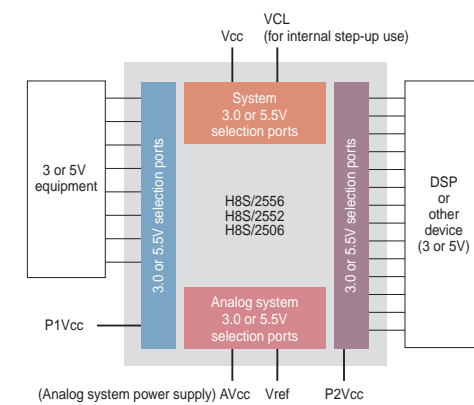 VCL
Vcc (for internal step-up use)
System
3.0 or 5.5V
selection ports
3 or 5V
equipment
3.0 or 5.5V selection ports
H8S/2556
H8S/2552
H8S/2506
3.0 or 5.5V selection ports
DSP
or
other
device
(3 or 5V)
Analog system
3.0 or 5.5V
selection ports
P1Vcc
(Analog system power supply) AVcc Vref P2Vcc